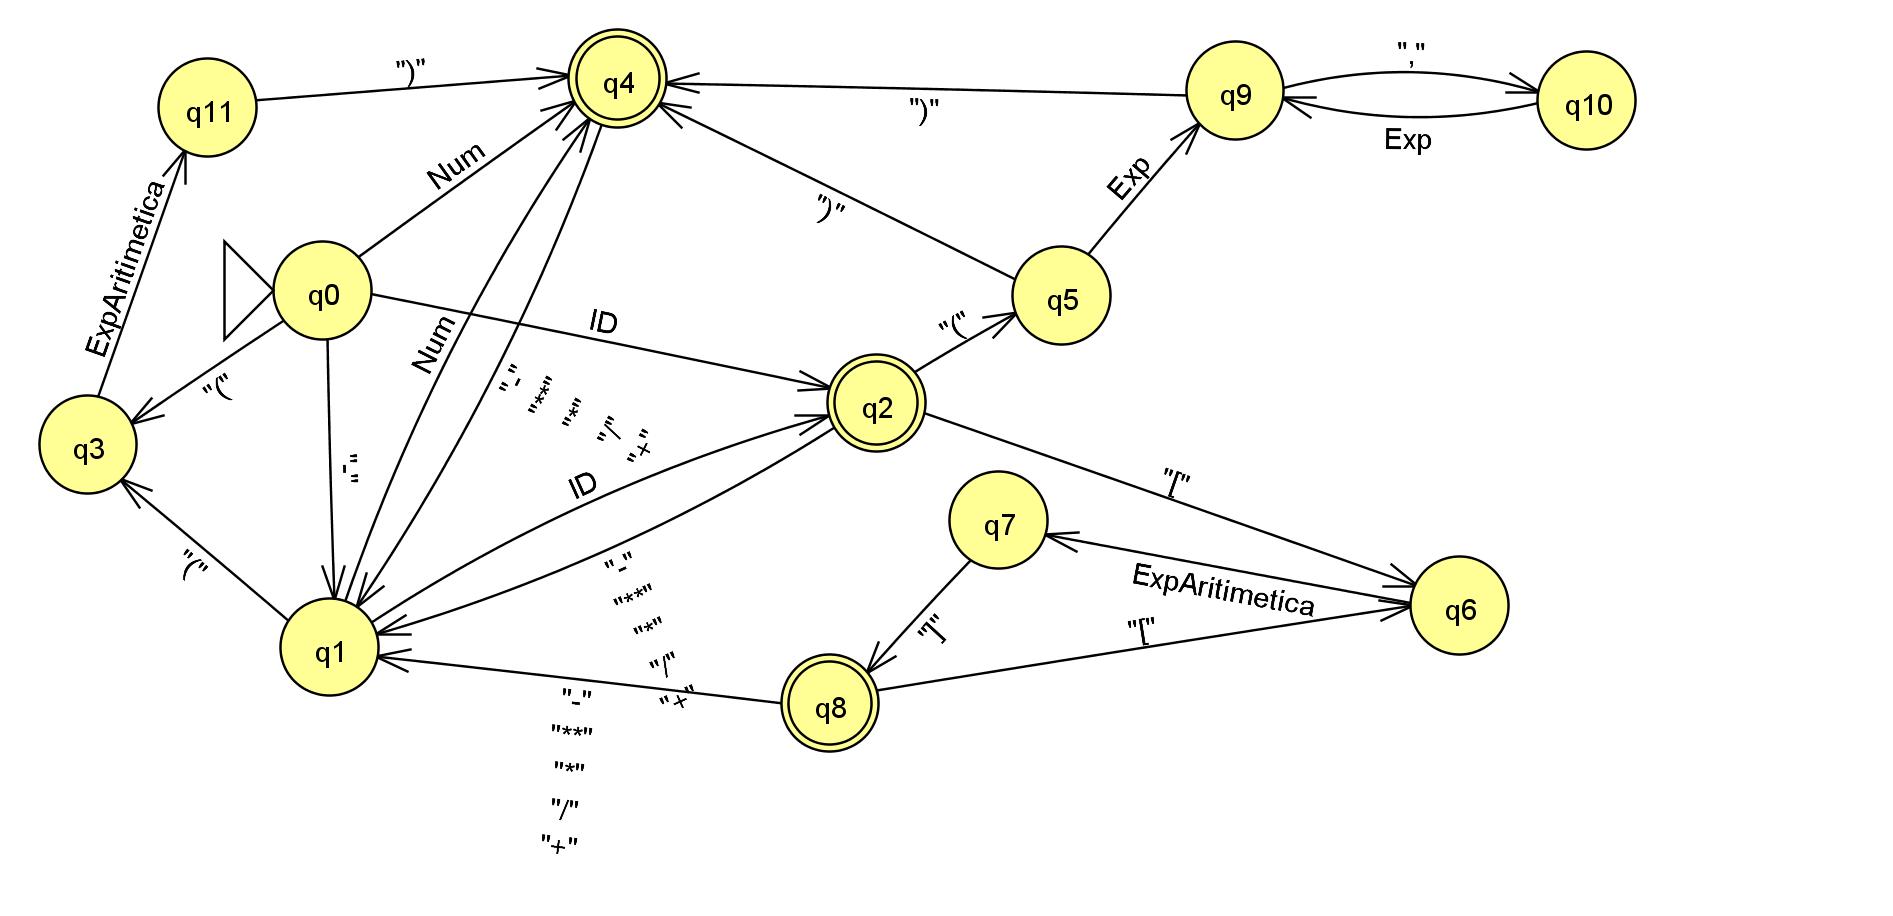 q11
")"
q4
")"
q9
","
q10
Exp
Num
")"
Exp
ExpAritimetica
q0
ID
q5
"("
"("
Num
"-"
"**"
"*"
"/"
"+"
q2
q3
"-"
ID
"["
q7
"("
ExpAritimetica
q6
q1
"-"
"**"
"*"
"/"
"+"
"]"
"["
q8
"-"
"**"
"*"
"/"
"+"